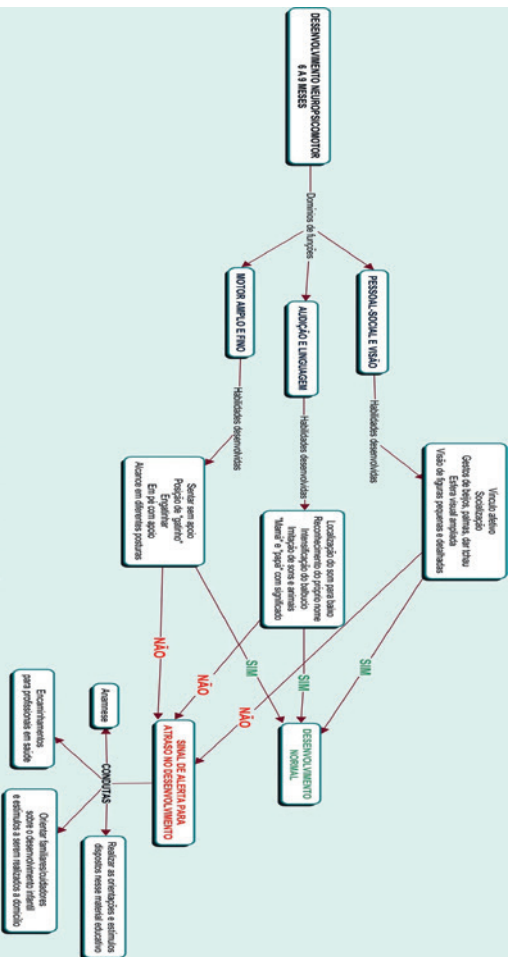 DESENVOLVIMENTO NEUROPSICOMOTOR
6 A 9 MESES
Domínios de funções
PESSOAL-SOCIAL E VISÃO
Habilidades desenvolvidas
Vínculo afetivo
Socialização
Gestos de beijos, palmas, dar tchau
Esfera visual ampliada
Visão de figuras pequenas e detalhadas
AUDIÇÃO E LINGUAGEM
Habilidades desenvolvidas
Localização do som para baixo
Reconhecimento do próprio nome
Intensificação do balbucio
Imitação de sons e animais
"Mamã" e "papá" com significado
MOTOR AMPLO E FINO
Habilidades desenvolvidas
Sentar sem apoio
Posição de "gatinho"
Engatinhar
Em pé com apoio
Alcance em diferentes posturas
SIM
SIM
SIM
NÃO
NÃO
NÃO
DESENVOLVIMENTO
NORMAL
SINAL DE ALERTA PARA
ATRASO NO DESENVOLVIMENTO
CONDUTAS
Realizar as orientações e estímulos
dispostos nesse material educativo
Orientar familiares/cuidadores
sobre o desenvolvimento infantil
e estímulos a serem realizados a domicílio
Encaminhamentos
para profissionais em saúde
Anamnese